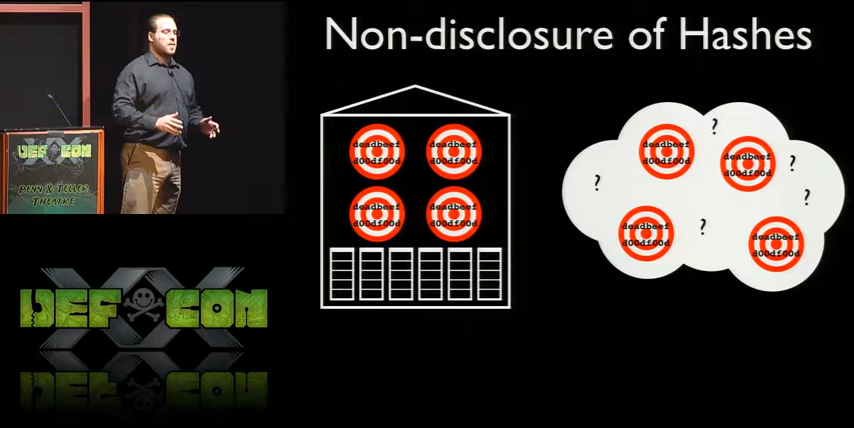 Non-disclosure of Hashes
DEF CON
PENN & TELLER
THEATRE
deadbeef
d00df00d
deadbeef
d00df00d
deadbeef
d00df00d
deadbeef
d00df00d
deadbeef
d00df00d
deadbeef
d00df00d
deadbeef
d00df00d
deadbeef
d00df00d
?
?
?
?
?
XX
DEF CON